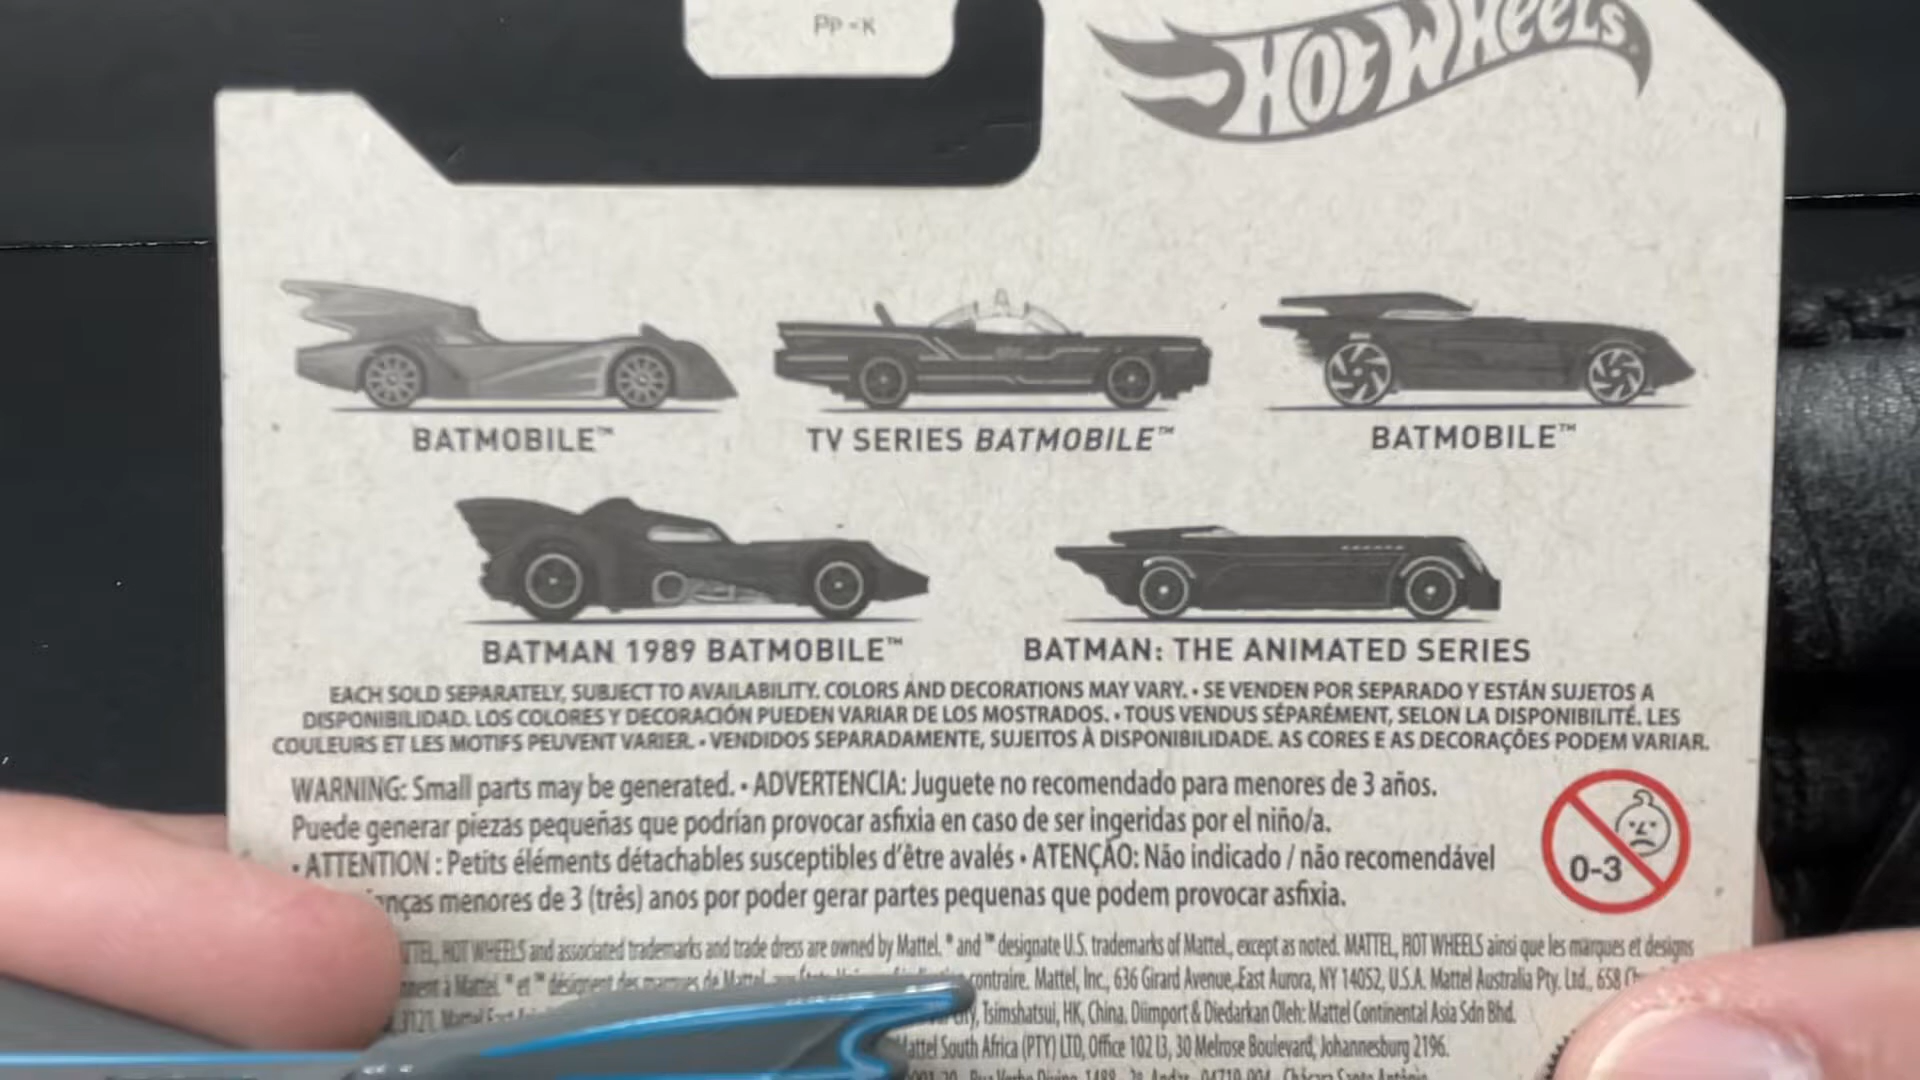 PP-K
HOT WHEELS
BATMOBILE™
TV SERIES BATMOBILE™
BATMOBILE™
BATMAN 1989 BATMOBILE™
BATMAN: THE ANIMATED SERIES
EACH SOLD SEPARATELY, SUBJECT TO AVAILABILITY. COLORS AND DECORATIONS MAY VARY. • SE VENDEN POR SEPARADO Y ESTÁN SUJETOS A
DISPONIBILIDAD. LOS COLORES Y DECORACIÓN PUEDEN VARIAR DE LOS MOSTRADOS. • TOUS VENDUS SÉPARÉMENT, SELON LA DISPONIBILITÉ. LES
COULEURS ET LES MOTIFS PEUVENT VARIER. • VENDIDOS SEPARADAMENTE, SUJEITOS À DISPONIBILIDADE. AS CORES E AS DECORAÇÕES PODEM VARIAR.
WARNING: Small parts may be generated. • ADVERTENCIA: Juguete no recomendado para menores de 3 años.
Puede generar piezas pequeñas que podrían provocar asfixia en caso de ser ingeridas por el niño/a.
• ATTENTION : Petits éléments détachables susceptibles d'être avalés • ATENÇÃO: Não indicado / não recomendável
menores de 3 (três) anos por poder gerar partes pequenas que podem provocar asfixia.
0-3
HOT WHEELS and associated trademarks and trade dress are owned by Mattel. ® and ™ designate U.S. trademarks of Mattel, except as noted. MATTEL, HOT WHEELS ainsi que les marques et designs
à Mattel. ® et ™ désignent des marques de Mattel contraire. Mattel, Inc., 636 Girard Avenue, East Aurora, NY 14052, U.S.A. Mattel Australia Pty. Ltd., 658
Tsimshatsui, HK, China. Diimport & Diedarkan Oleh: Mattel Continental Asia Sdn Bhd.
Mattel South Africa (PTY) LTD, Office 102 I3, 30 Melrose Boulevard, Johannesburg 2196.